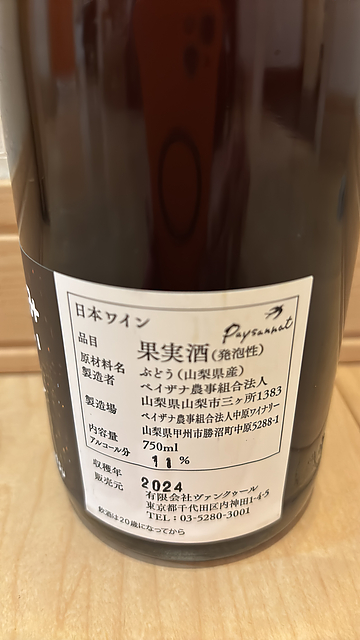 日本ワイン
Paysannat
品目 果実酒(発泡性)
原材料名 ぶどう(山梨県産)
製造者 ペイザナ農事組合法人
山梨県山梨市三ヶ所1383
製造場 ペイザナ農事組合法人中原ワイナリー
山梨県甲州市勝沼町中原5288-1
内容量 750ml
アルコール分 11%
収穫年 2024
販売元 有限会社ヴァンクゥール
東京都千代田区内神田1-4-5
TEL:03-5280-3001
飲酒は20歳になってから